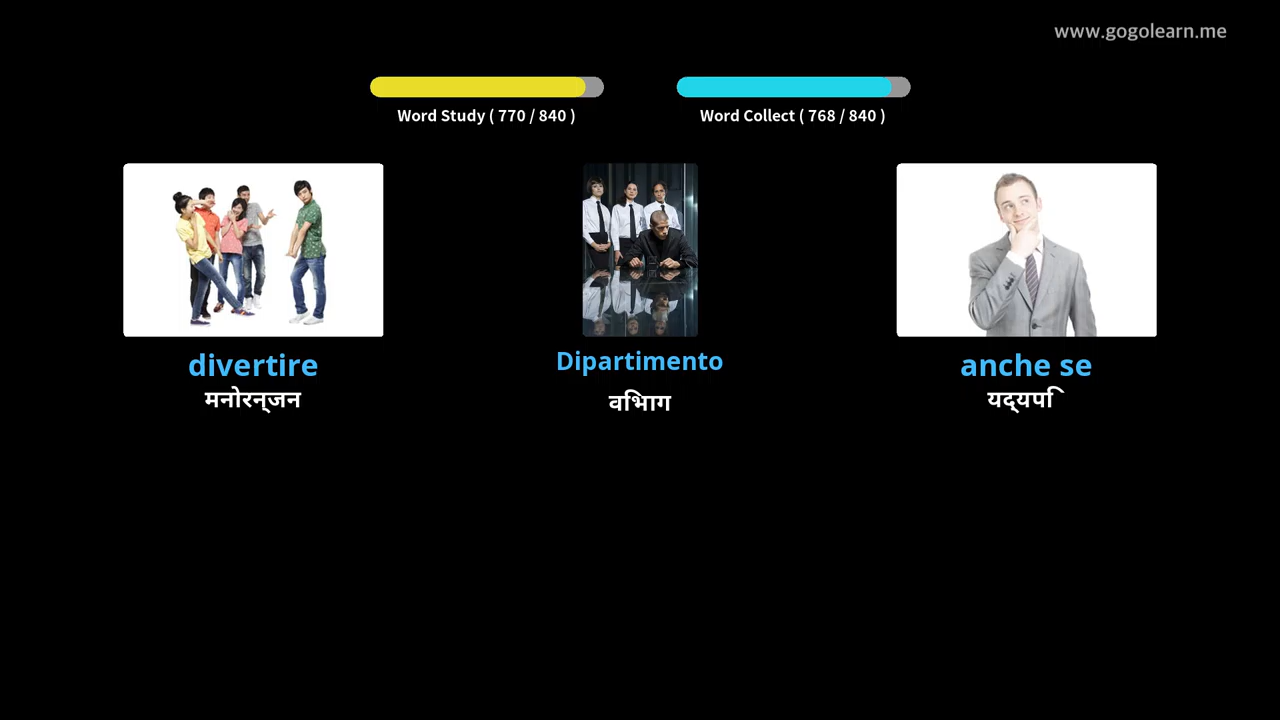 www.gogolearn.me
Word Study ( 770 / 840 )
Word Collect ( 768 / 840 )
divertire
Dipartimento
anche se
मनोरन्जन
विभाग
यद्यपि